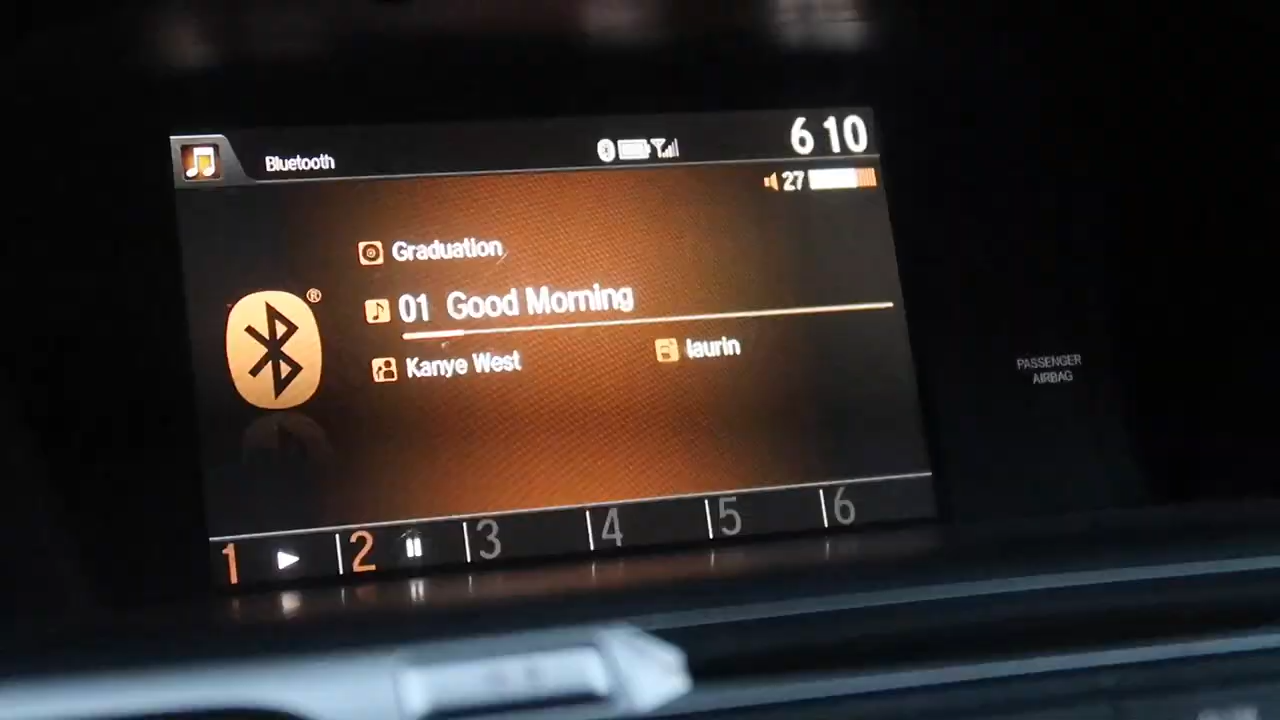 Bluetooth
6 10
27
Graduation
®
01 Good Morning
Kanye West
laurin
PASSENGER
AIRBAG
1
2
3
4
5
6